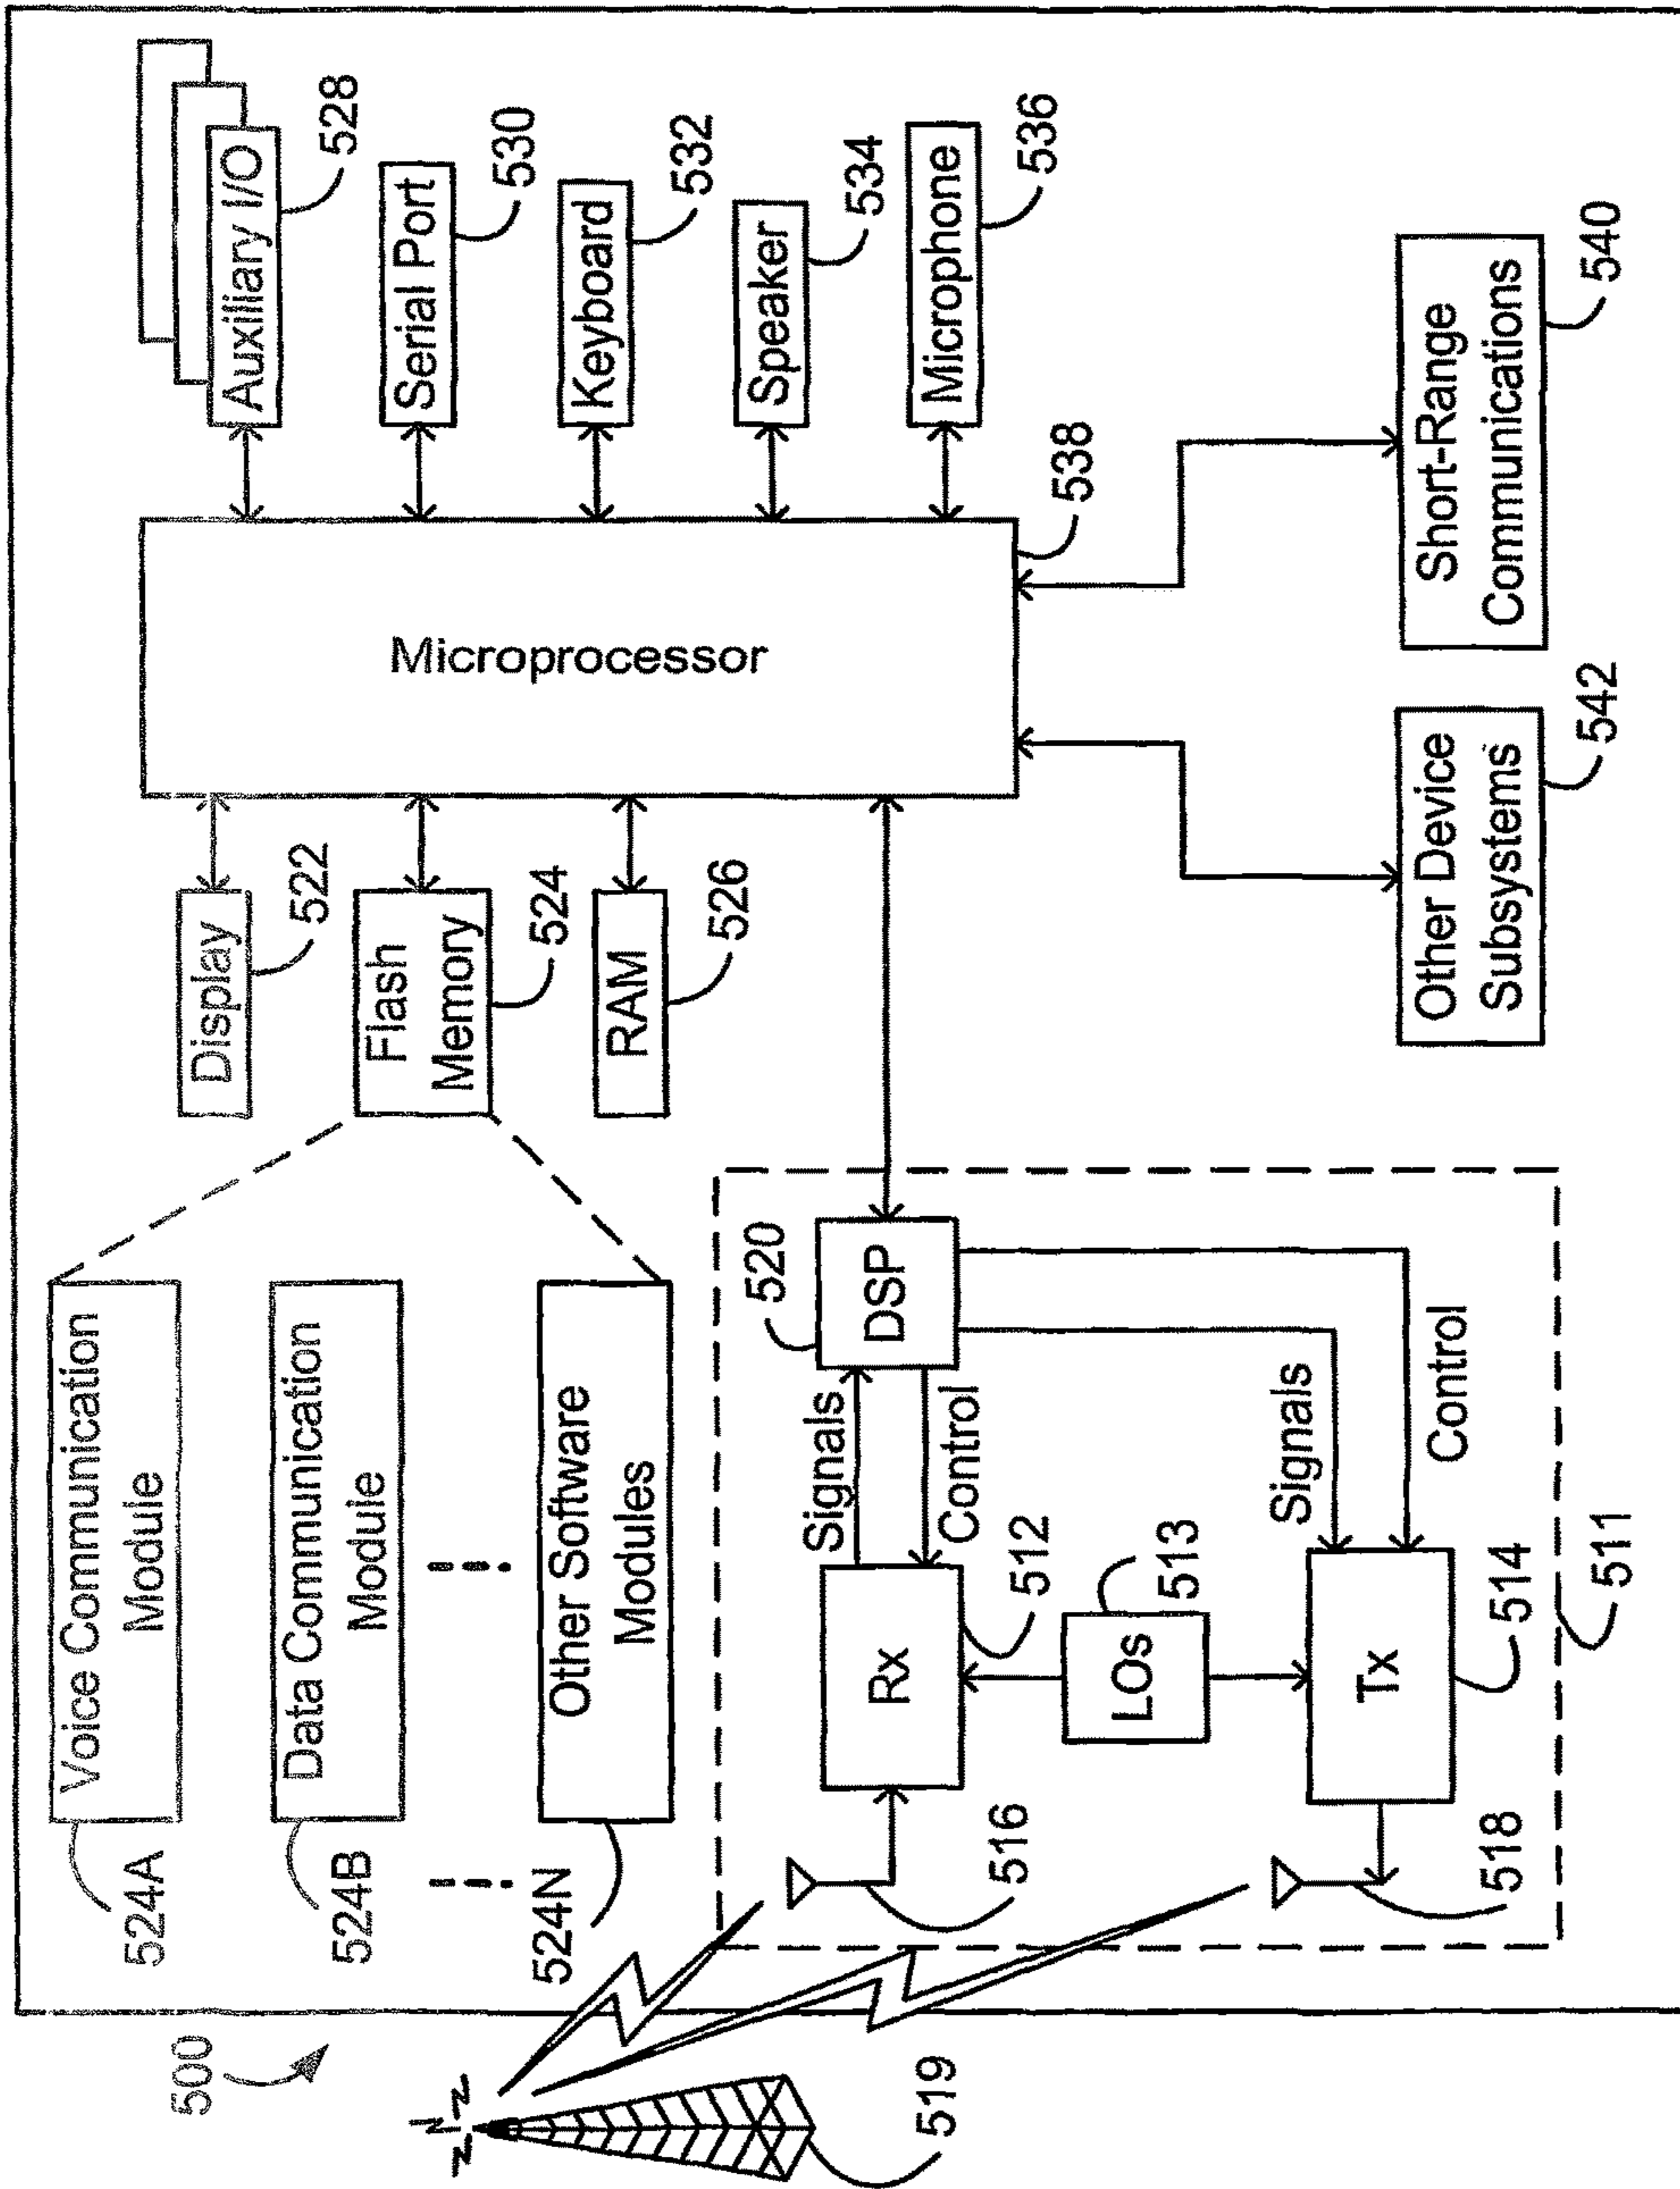 500
519
Voice Communication
Module
524A
Data Communication
Module
524B
Other Software
Modules
524N
Display
522
Flash
Memory
524
RAM
526
Microprocessor
538
Auxiliary I/O
528
Serial Port
530
Keyboard
532
Speaker
534
Microphone
536
Short-Range
Communications
540
Other Device
Subsystems
542
DSP
520
Signals
Control
Rx
512
LOs
513
Signals
Control
Tx
514
516
518
511